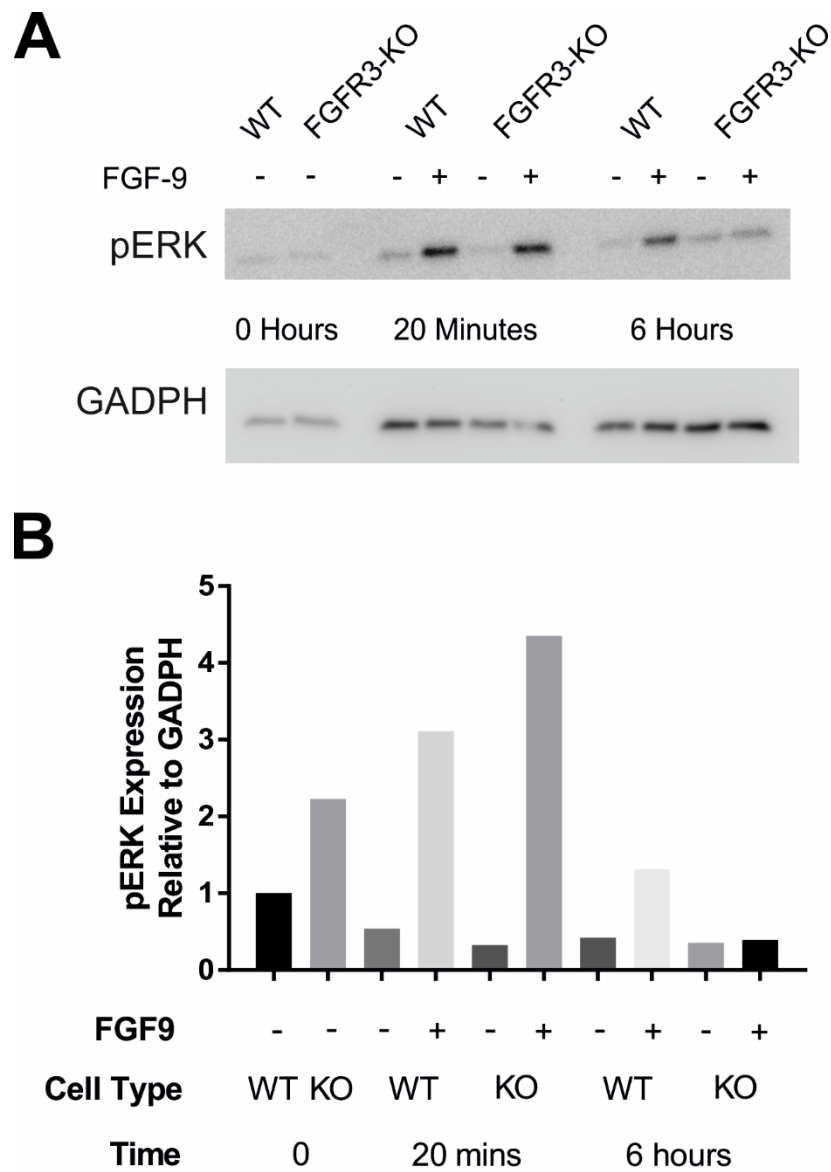 A
WT FGFR3-KO WT FGFR3-KO WT FGFR3-KO
FGF-9 - - - + - + - + - +
pERK
0 Hours 20 Minutes 6 Hours
GADPH
B
pERK Expression
Relative to GADPH
5
4
3
2
1
0
FGF9 - - - + - + - + - +
Cell Type WT KO WT KO WT KO
Time 0 20 mins 6 hours